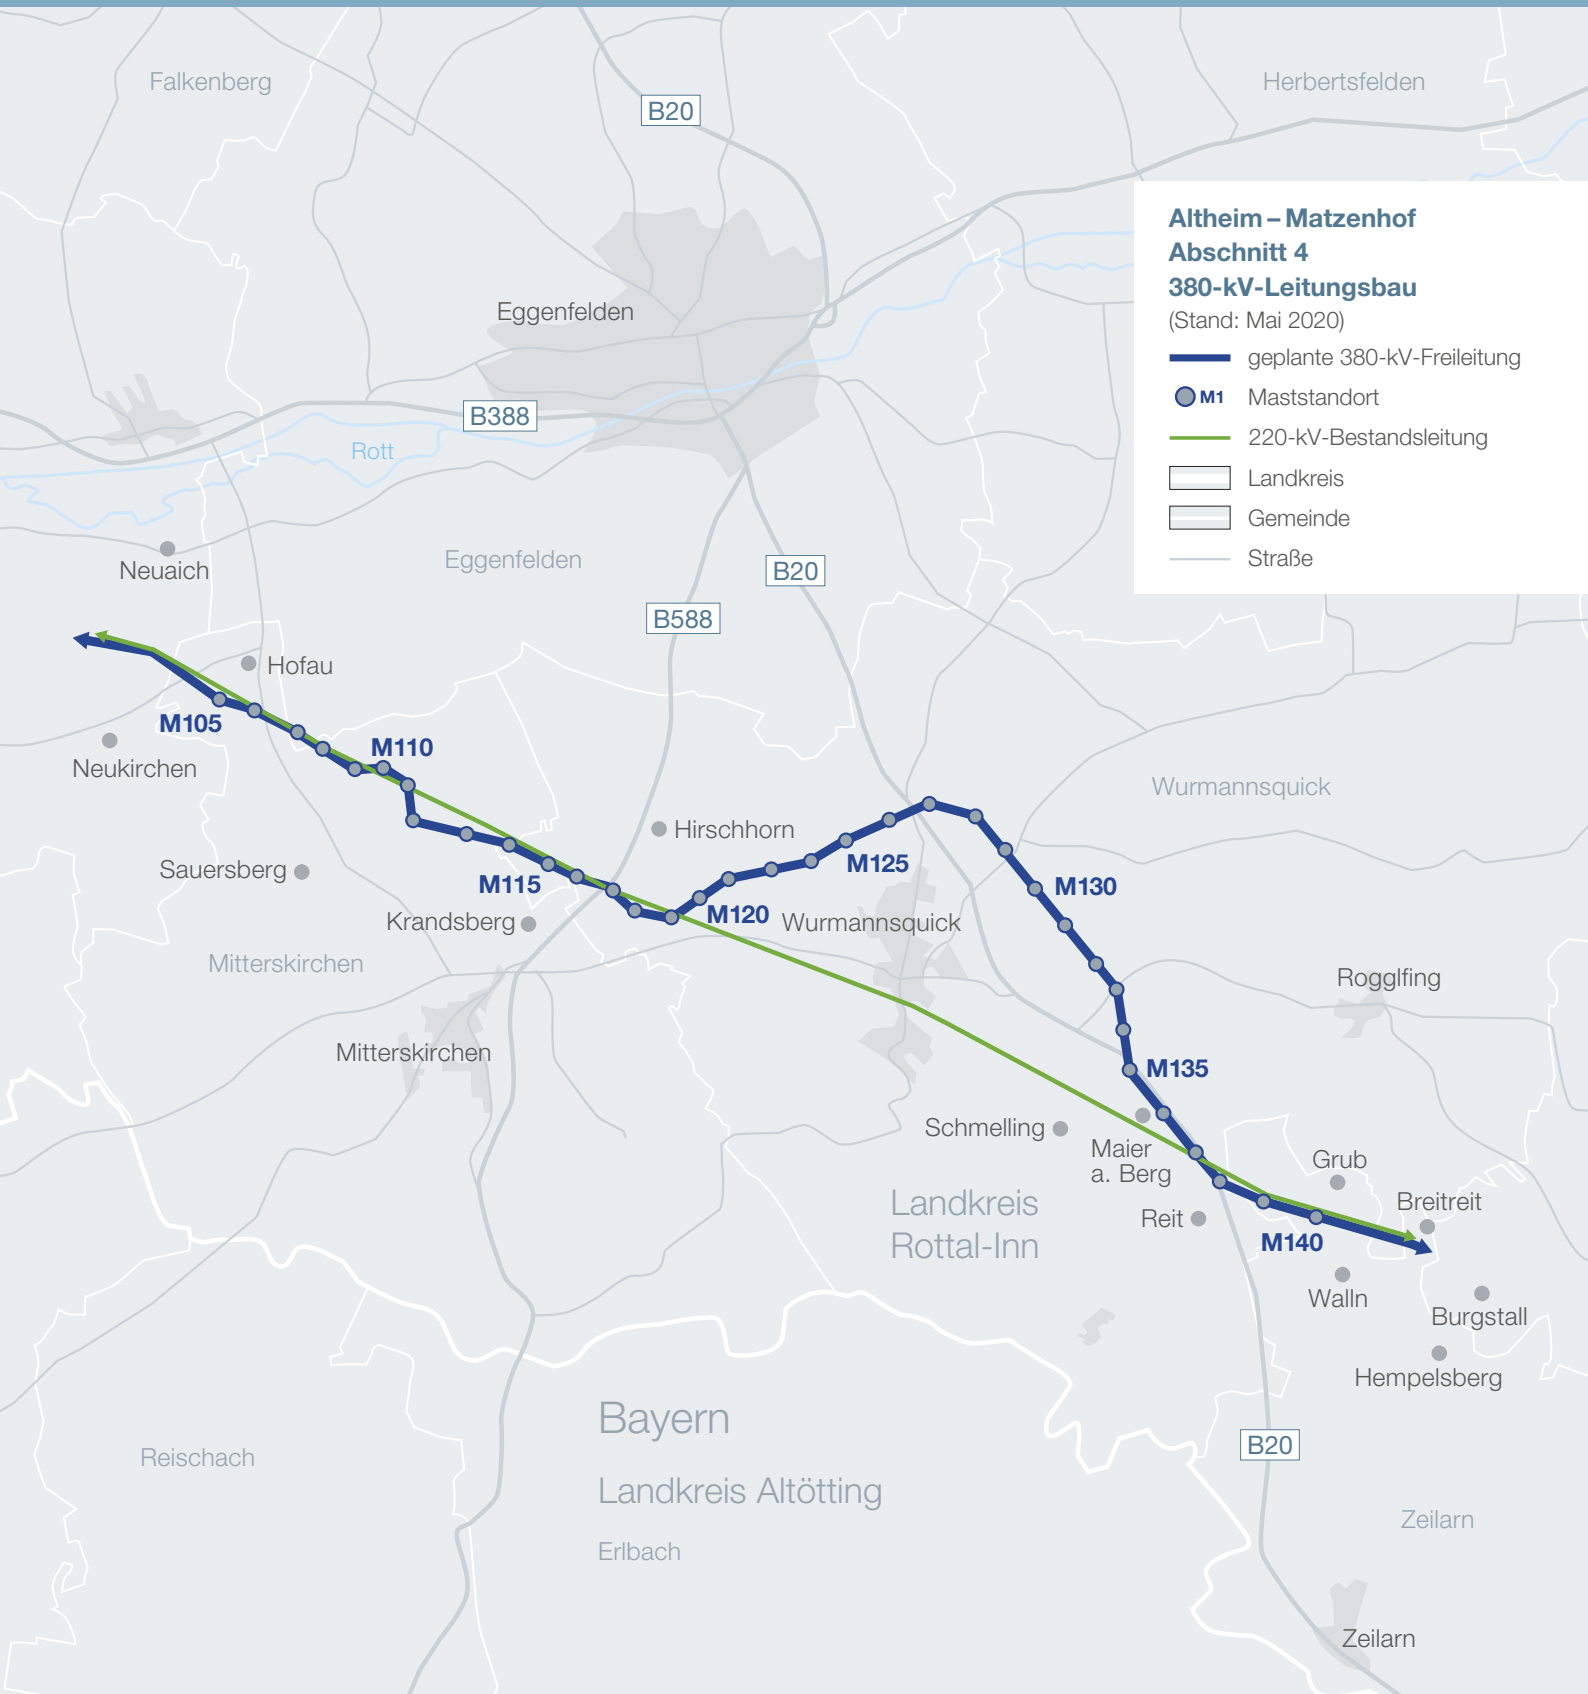 Falkenberg
B20
Herbertsfelden
Altheim – Matzenhof
Abschnitt 4
380-kV-Leitungsbau
(Stand: Mai 2020)
geplante 380-kV-Freileitung
M1 Maststandort
220-kV-Bestandsleitung
Landkreis
Gemeinde
Straße
Eggenfelden
B388
Rott
Neuaich
Eggenfelden
B20
B588
Hofau
M105
Neukirchen
M110
Wurmannsquick
Hirschhorn
Sauersberg
M115
M125
M130
Krandsberg
M120
Wurmannsquick
Mitterskirchen
Rogglfing
Mitterskirchen
M135
Schmelling
Maier
a. Berg
Grub
Landkreis
Rottal-Inn
Reit
Breitreit
M140
Walln
Burgstall
Hempelsberg
Bayern
B20
Reischach
Landkreis Altötting
Zeilarn
Erlbach
Zeilarn